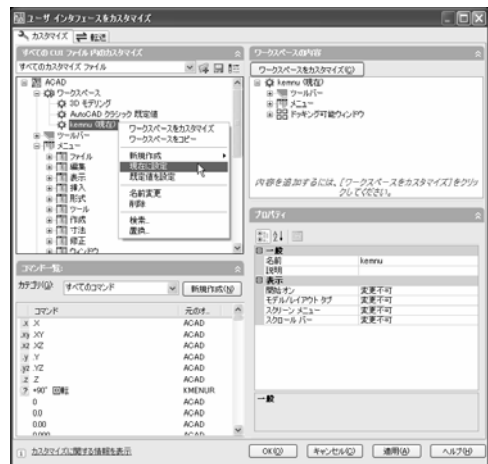 ユーザ インタフェースをカスタマイズ
カスタマイズ 転送
すべての CUI ファイル 内のカスタマイズ
すべてのカスタマイズ ファイル
ACAD
ワークスペース
3D モデリング
AutoCAD クラシック 既定値
kemnu (現在)
ツールバー
メニュー
ファイル
編集
表示
挿入
形式
ツール
作成
寸法
修正
ウィンドウ
ワークスペースをカスタマイズ
ワークスペースをコピー
新規作成
現在に設定
既定値を設定
名前変更
削除
検索...
置換...
コマンド一覧:
カテゴリ(Q): すべてのコマンド 新規作成(N)
コマンド 元のオ...
.X X ACAD
.XY XY ACAD
.XZ XZ ACAD
.Y .Y ACAD
.YZ .YZ ACAD
.Z Z ACAD
+90° 回転 KMENUR
0 ACAD
0.0 ACAD
0.00 ACAD
0.000 ACAD
カスタマイズに関する情報を表示
ワークスペースの内容
ワークスペースをカスタマイズ(C)
kemnu (現在)
ツールバー
メニュー
ドッキング可能ウィンドウ
内容を追加するには、[ワークスペースをカスタマイズ]をクリッ
クしてください。
プロパティ
一般
名前 kemnu
説明
表示
開始オン 変更不可
モデル/レイアウト タブ 変更不可
スクリーン メニュー 変更不可
スクロール バー 変更不可
一般
OK(O) キャンセル(C) 適用(A) ヘルプ(H)